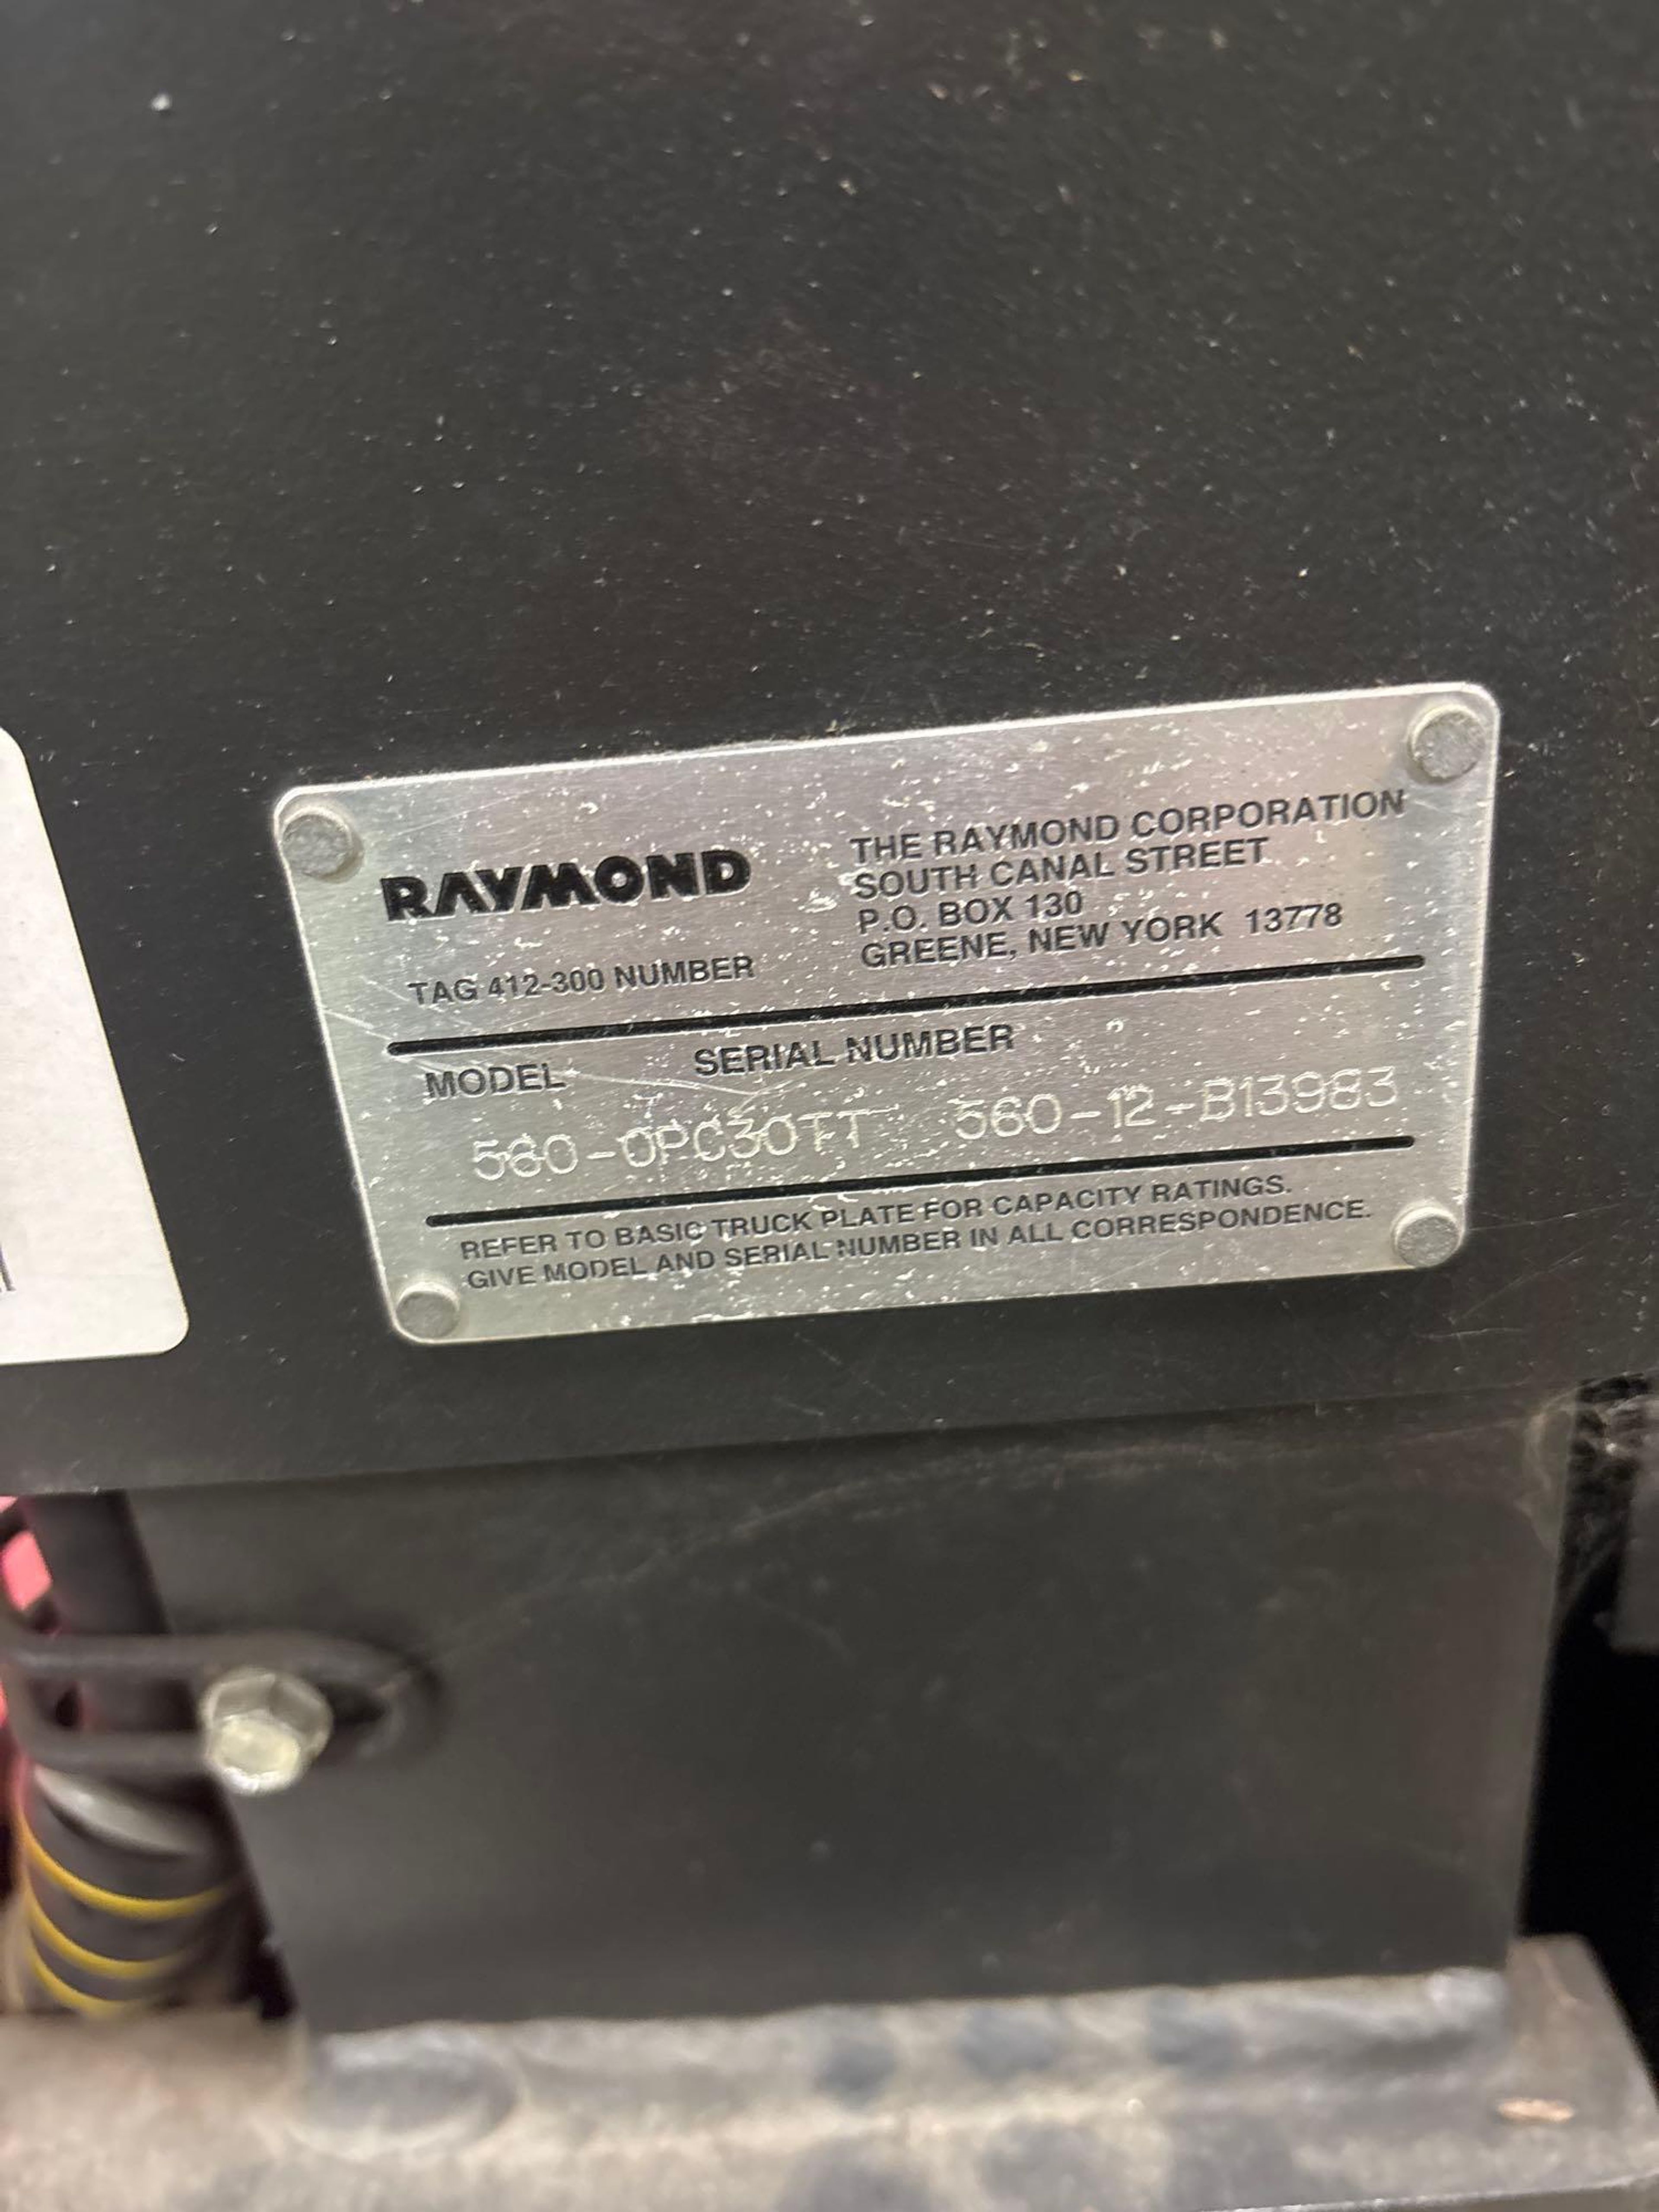 RAYMOND
THE RAYMOND CORPORATION
SOUTH CANAL STREET
P.O. BOX 130
GREENE, NEW YORK 13778
TAG 412-300 NUMBER
MODEL SERIAL NUMBER
560-OPC30TT 560-12-B13983
REFER TO BASIC TRUCK PLATE FOR CAPACITY RATINGS.
GIVE MODEL AND SERIAL NUMBER IN ALL CORRESPONDENCE.